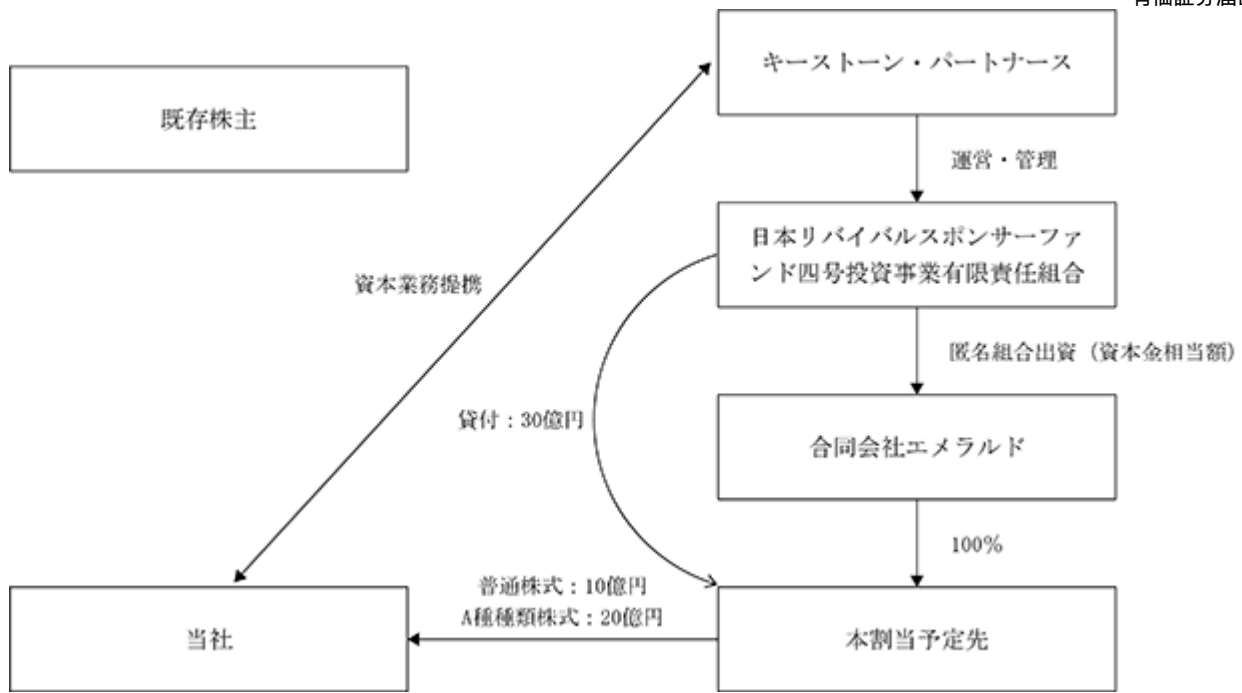 キーストーン・パートナース
既存株主
運営・管理
日本リバイバルスポンサーファ
ンド四号投資事業有限責任組合
資本業務提携
匿名組合出資（資本金相当額）
貸付：30億円
合同会社エメラルド
100%
普通株式：10億円
A種種類株式：20億円
当社
本割当予定先